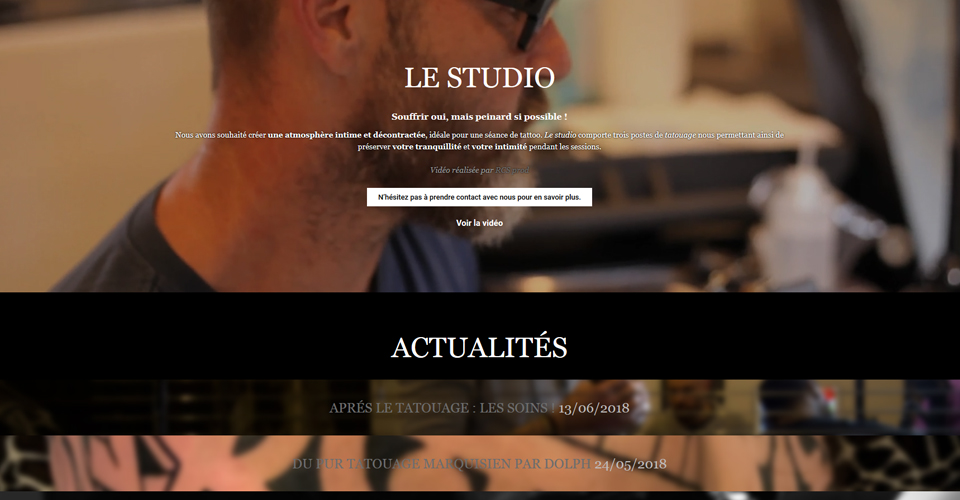 LE STUDIO
Souffrir oui, mais peinard si possible !
Nous avons souhaité créer une atmosphère intime et décontractée, idéale pour une séance de tattoo. Le studio comporte trois postes de tatouage nous permettant ainsi de
préserver votre tranquillité et votre intimité pendant les sessions.
Vidéo réalisée par
N'hésitez pas à prendre contact avec nous pour en savoir plus.
Voir la vidéo
ACTUALITÉS
APRÉS LE TATOUAGE : LES SOINS ! 13/06/2018
DU PUR TATOUAGE MARQUISIEN PAR DOLPH 24/05/2018